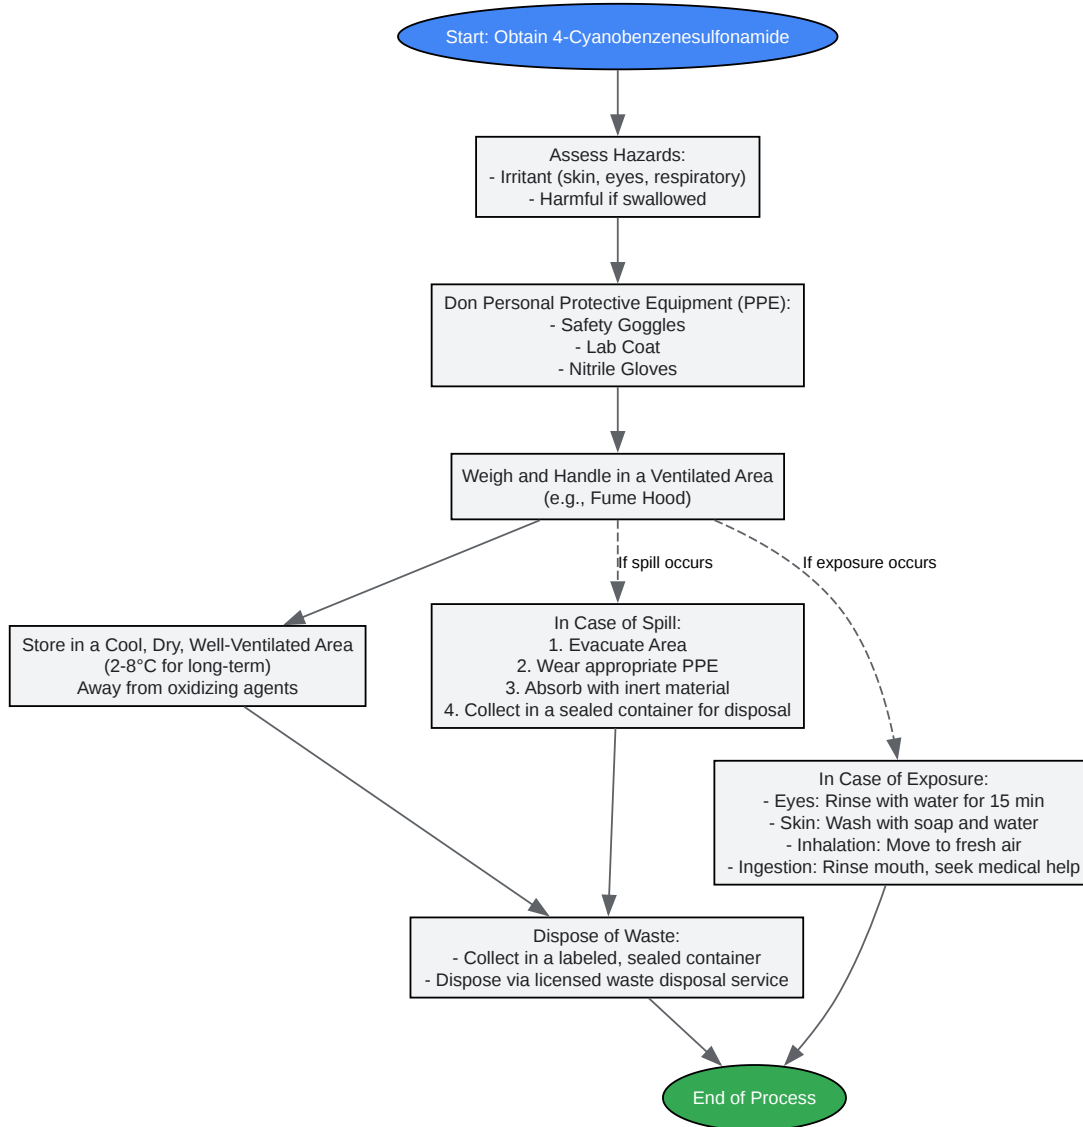 Start: Obtain 4-Cyanobenzenesulfonamide
Assess Hazards:
- Irritant (skin, eyes, respiratory)
- Harmful if swallowed
Don Personal Protective Equipment (PPE):
- Safety Goggles
- Lab Coat
- Nitrile Gloves
Weigh and Handle in a Ventilated Area
(e.g., Fume Hood)
If spill occurs
If exposure occurs
Store in a Cool, Dry, Well-Ventilated Area
(2-8°C for long-term)
Away from oxidizing agents
In Case of Spill:
1. Evacuate Area
2. Wear appropriate PPE
3. Absorb with inert material
4. Collect in a sealed container for disposal
In Case of Exposure:
- Eyes: Rinse with water for 15 min
- Skin: Wash with soap and water
- Inhalation: Move to fresh air
- Ingestion: Rinse mouth, seek medical help
Dispose of Waste:
- Collect in a labeled, sealed container
- Dispose via licensed waste disposal service
End of Process